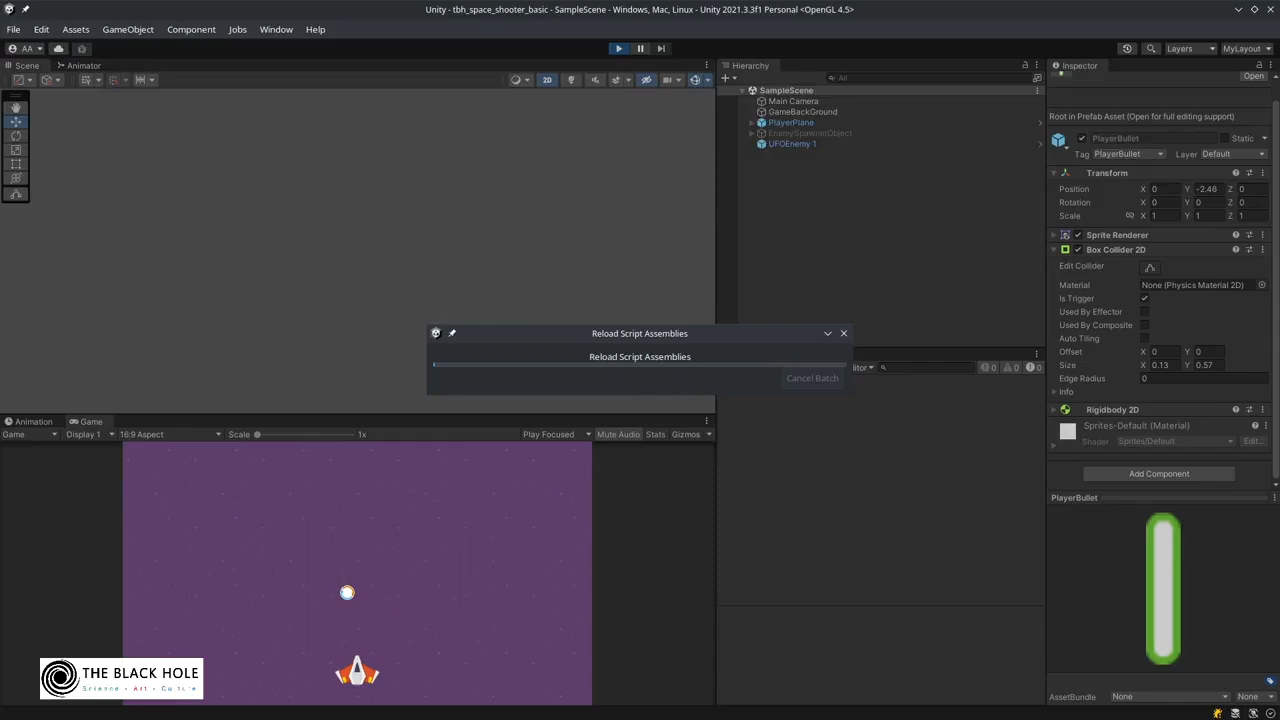 Unity - tbh_space_shooter_basic - SampleScene - Windows, Mac, Linux - Unity 2021.3.3f1 Personal <OpenGL 4.5>
File Edit Assets GameObject Component Jobs Window Help
AA Layers MyLayout
Scene Animator
2D
Hierarchy
All
SampleScene
Main Camera
GameBackGround
PlayerPlane
EnemySpawnerObject
UFOEnemy 1
Reload Script Assemblies
Reload Script Assemblies
Cancel Batch
0 0 0
Animation Game
Game Display 1 16:9 Aspect Scale 1x Play Focused Mute Audio Stats Gizmos
THE BLACK HOLE
Science • Art • Culture
Inspector
Open
Root in Prefab Asset (Open for full editing support)
PlayerBullet Static
Tag PlayerBullet Layer Default
Transform
Position X 0 Y -2.46 Z 0
Rotation X 0 Y 0 Z 0
Scale X 1 Y 1 Z 1
Sprite Renderer
Box Collider 2D
Edit Collider
Material None (Physics Material 2D)
Is Trigger
Used By Effector
Used By Composite
Auto Tiling
Offset X 0 Y 0
Size X 0.13 Y 0.57
Edge Radius 0
Info
Rigidbody 2D
Sprites-Default (Material)
Shader Sprites/Default Edit...
Add Component
PlayerBullet
AssetBundle None None